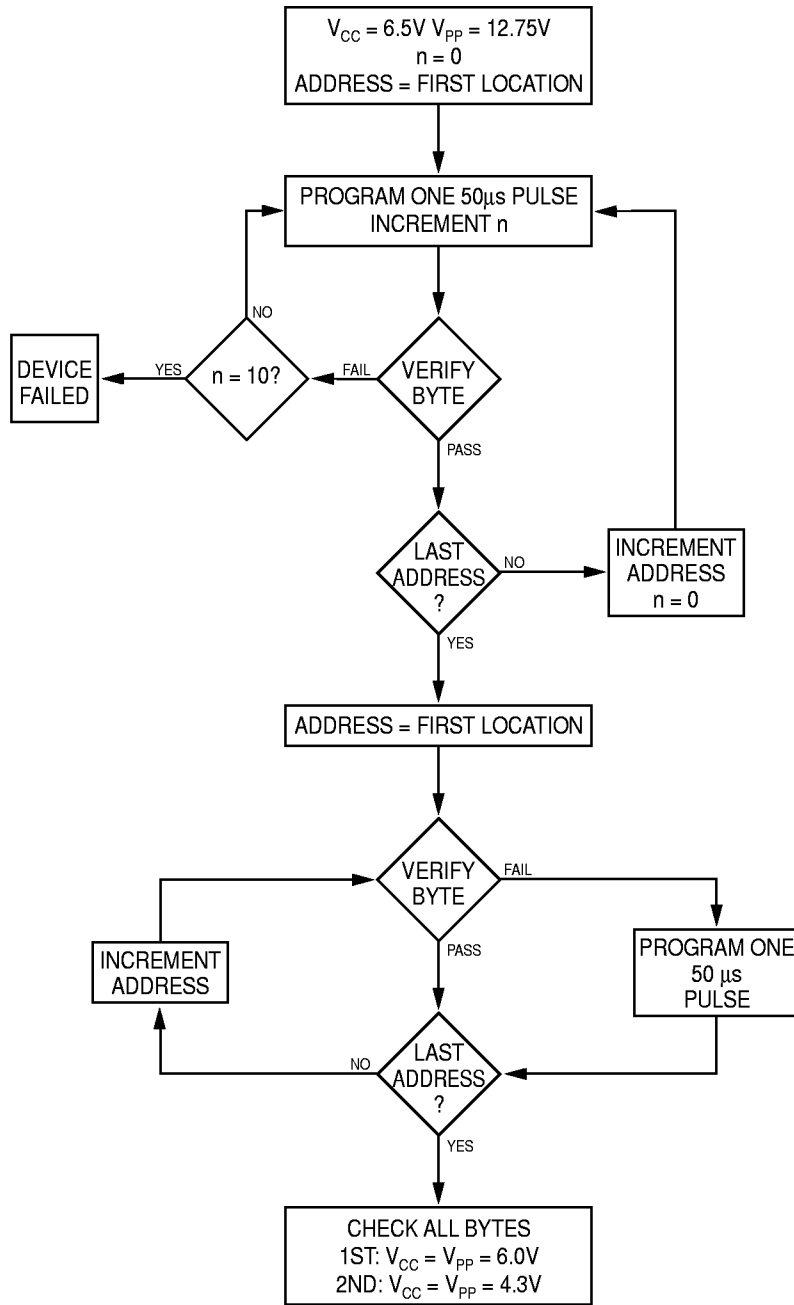 VCC = 6.5V VPP = 12.75V
n = 0
ADDRESS = FIRST LOCATION
PROGRAM ONE 50μs PULSE
INCREMENT n
NO
DEVICE
FAILED
YES
n = 10?
FAIL
VERIFY
BYTE
PASS
LAST
ADDRESS
?
NO
INCREMENT
ADDRESS
n = 0
YES
ADDRESS = FIRST LOCATION
VERIFY
BYTE
FAIL
PASS
INCREMENT
ADDRESS
PROGRAM ONE
50 μs
PULSE
NO
LAST
ADDRESS
?
YES
CHECK ALL BYTES
1ST: VCC = VPP = 6.0V
2ND: VCC = VPP = 4.3V